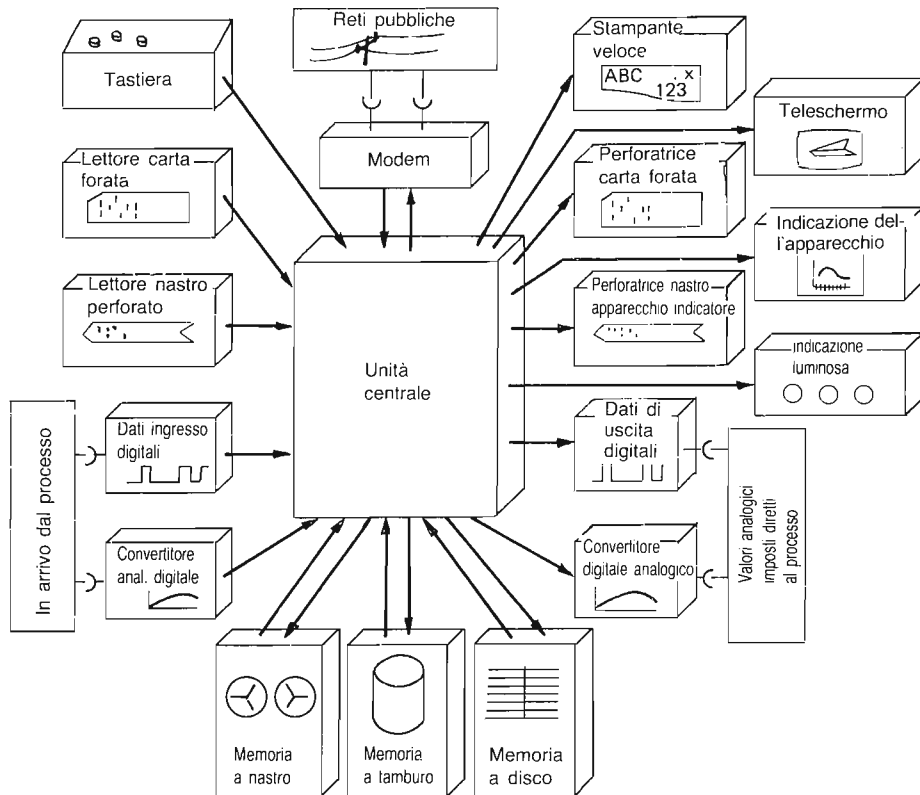 Reti pubbliche
Tastiera
Stampante
veloce
ABC
x
123
Teleschermo
Modem
Lettore carta
forata
Perforatrice
carta forata
Indicazione del-
l'apparecchio
Lettore nastro
perforato
Perforatrice nastro
apparecchio indicatore
Unità
centrale
Indicazione
luminosa
In arrivo dal processo
Dati ingresso
digitali
Dati di
uscita
digitali
Valori analogici
imposti diretti
al processo
Convertitore
anal. digitale
Convertitore
digitale analogico
Memoria
a nastro
Memoria
a tamburo
Memoria
a disco